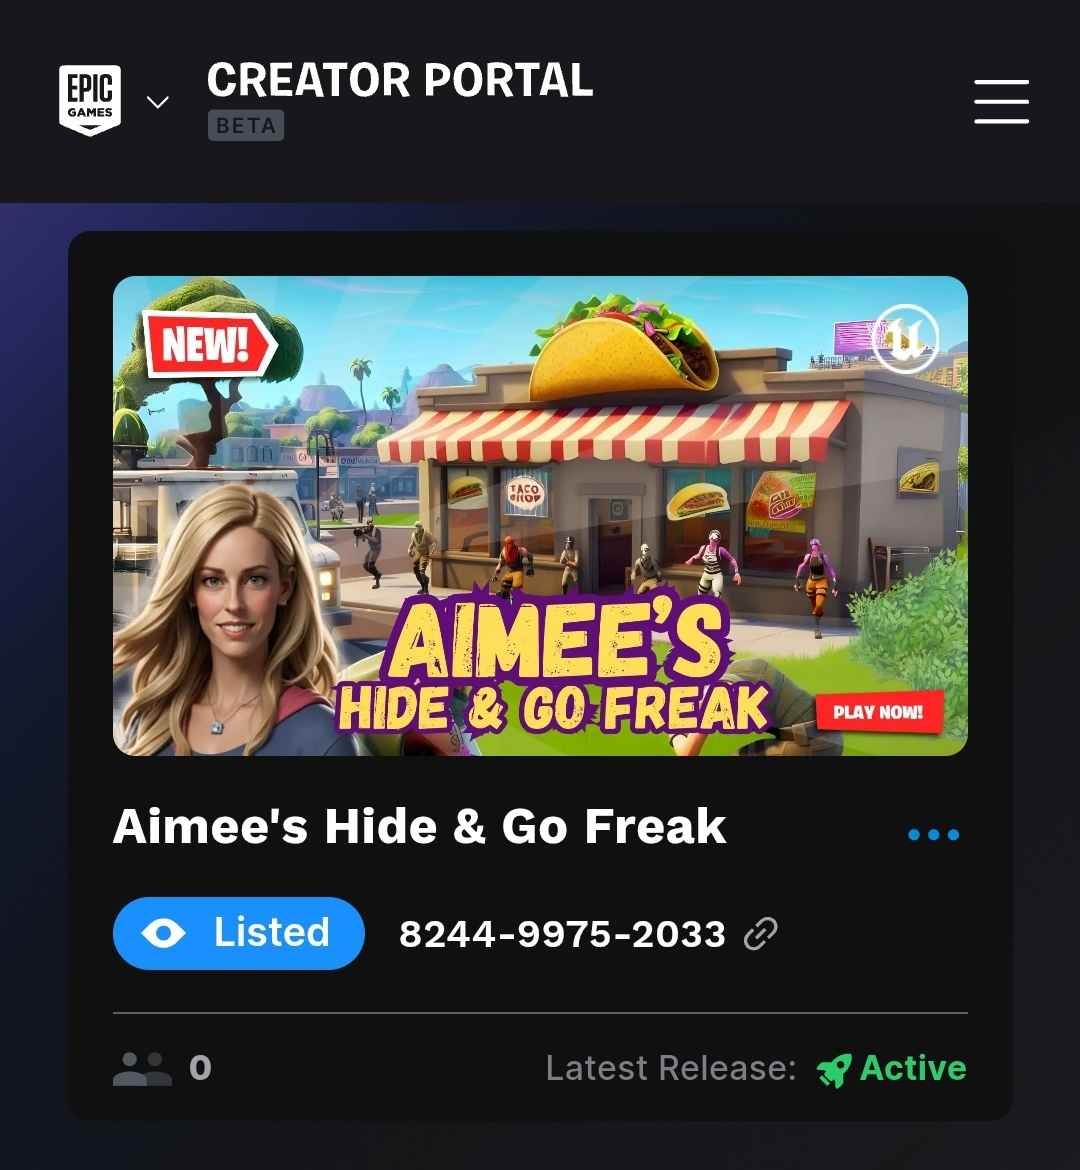 EPIC
GAMES
CREATOR PORTAL
BETA
NEW!
TACO
SHOP
AIMEE'S
HIDE & GO FREAK
PLAY NOW!
Aimee's Hide & Go Freak
Listed
8244-9975-2033
0
Latest Release: Active